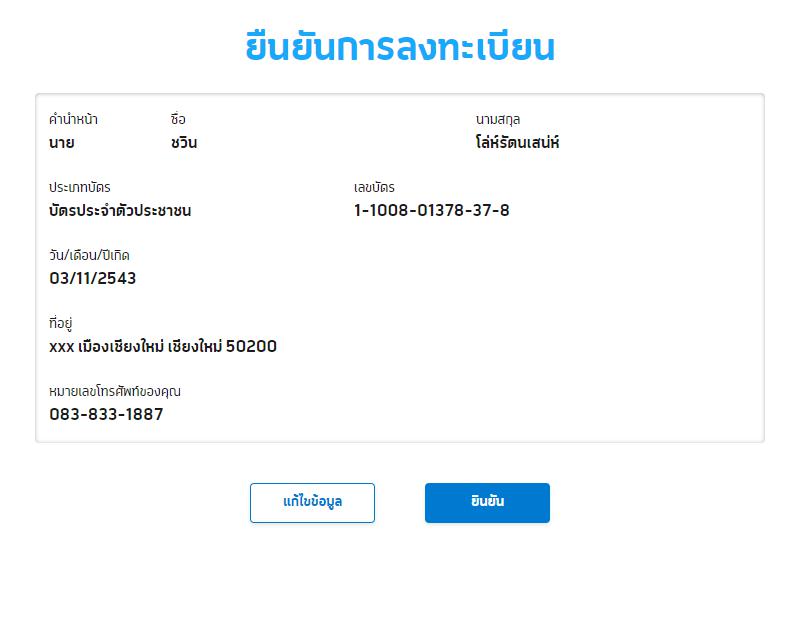 ยืนยันการลงทะเบียน
คำนำหน้า ชื่อ นามสกุล
นาย ชวิน โล่ห์รัตนเสน่ห์
ประเภทบัตร เลขบัตร
บัตรประจำตัวประชาชน 1-1008-01378-37-8
วัน/เดือน/ปีเกิด
03/11/2543
ที่อยู่
xxx เมืองเชียงใหม่ เชียงใหม่ 50200
หมายเลขโทรศัพท์ของคุณ
083-833-1887
แก้ไขข้อมูล ยืนยัน